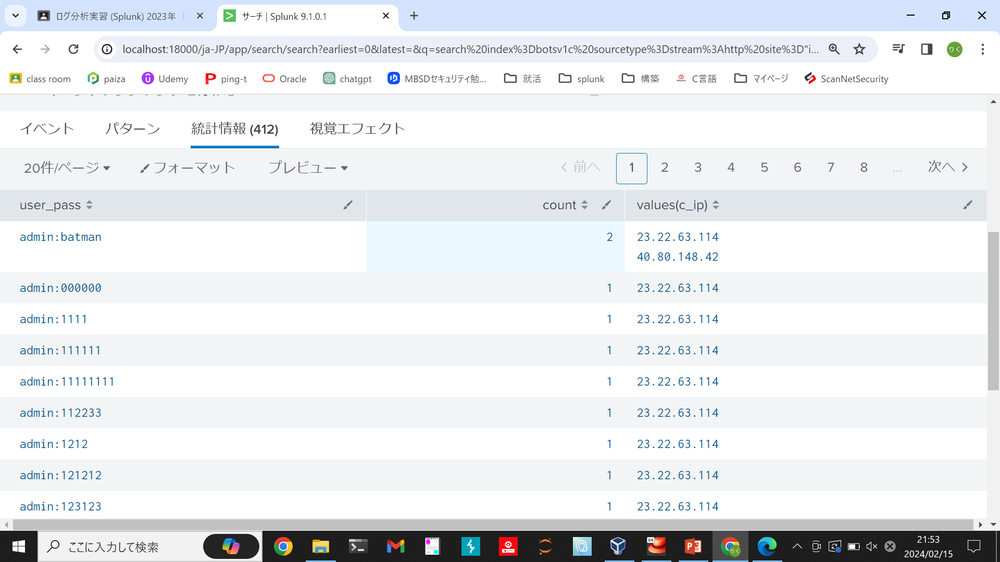 ログ分析実習 (Splunk) 2023年
サーチ | Splunk 9.1.0.1
localhost:18000/ja-JP/app/search/search?earliest=0&latest=&q=search%20index%3Dbotsv1c%20sourcetype%3Dstream%3Ahttp%20site%3D"i...
りく
class room
paiza
Udemy
ping-t
Oracle
chatgpt
MBSDセキュリティ勉...
就活
splunk
構築
C言語
マイページ
ScanNetSecurity
イベント パターン 統計情報 (412) 視覚エフェクト
20件/ページ フォーマット プレビュー 前へ 1 2 3 4 5 6 7 8 ... 次へ
user_pass count values(c_ip)
admin:batman 2 23.22.63.114
40.80.148.42
admin:000000 1 23.22.63.114
admin:1111 1 23.22.63.114
admin:111111 1 23.22.63.114
admin:11111111 1 23.22.63.114
admin:112233 1 23.22.63.114
admin:1212 1 23.22.63.114
admin:121212 1 23.22.63.114
admin:123123 1 23.22.63.114
ここに入力して検索
64
りく
21:53
2024/02/15